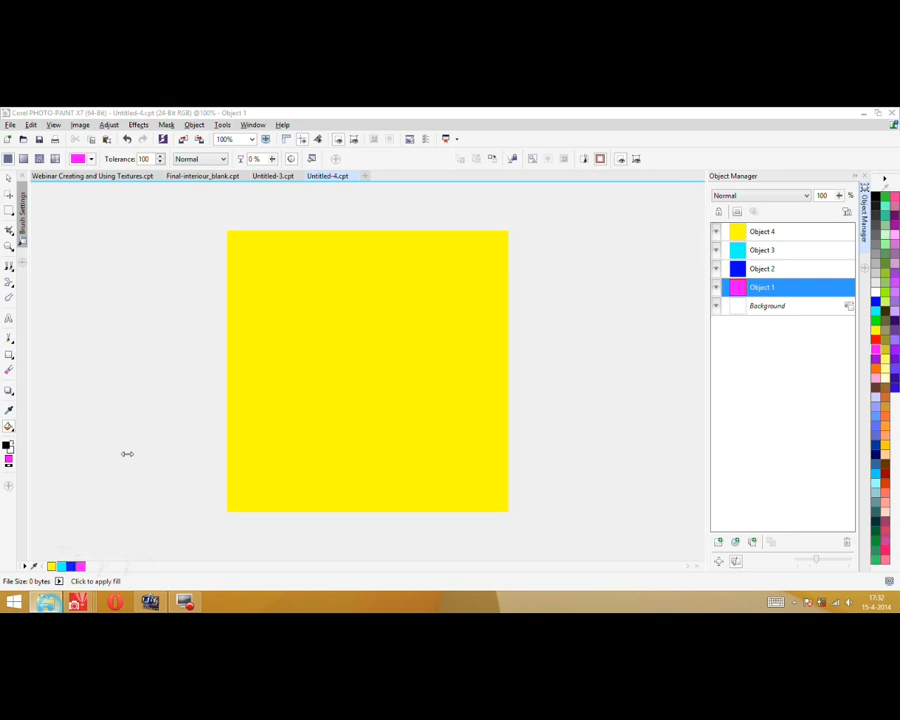 Corel PHOTO-PAINT X7 (64-Bit) - Untitled-4.cpt (24-Bit RGB) @100% - Object 1
File Edit View Image Adjust Effects Mask Object Tools Window Help
100%
Tolerance: 100 Normal 0 %
Webinar Creating and Using Textures.cpt Final-interiour_blank.cpt Untitled-3.cpt Untitled-4.cpt
Object Manager
Normal 100 %
Brush Settings
Object Manager
Object 4
Object 3
Object 2
Object 1
Background
File Size: 0 bytes Click to apply fill
17:32
15-4-2014